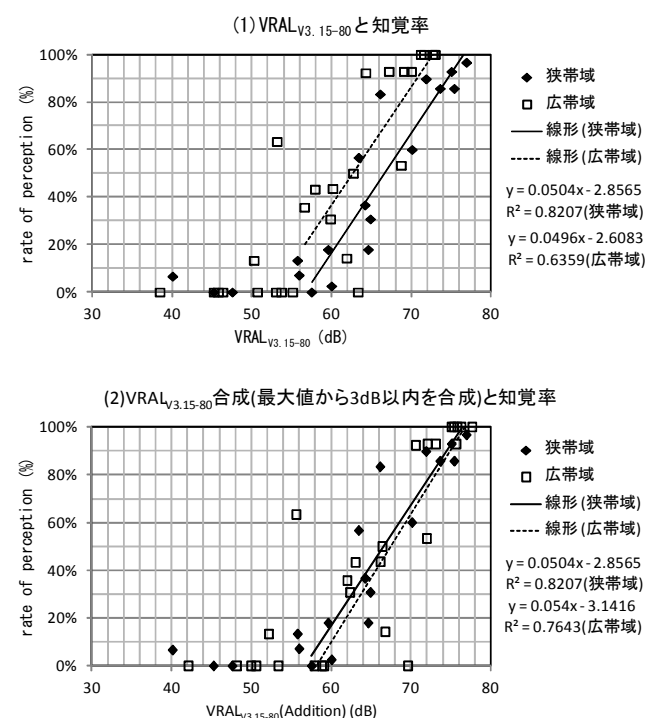 (1) VRALV3.15-80と知覚率
rate of perception (%)
100%
80%
60%
40%
20%
0%
30 40 50 60 70 80
VRALV3.15-80 (dB)
狭帯域
広帯域
線形(狭帯域)
線形(広帯域)
y = 0.0504x - 2.8565
R² = 0.8207(狭帯域)
y = 0.0496x - 2.6083
R² = 0.6359(広帯域)
(2)VRALV3.15-80合成(最大値から3dB以内を合成)と知覚率
rate of perception (%)
100%
80%
60%
40%
20%
0%
30 40 50 60 70 80
VRALV3.15-80(Addition) (dB)
狭帯域
広帯域
線形(狭帯域)
線形(広帯域)
y = 0.0504x - 2.8565
R² = 0.8207(狭帯域)
y = 0.054x - 3.1416
R² = 0.7643(広帯域)